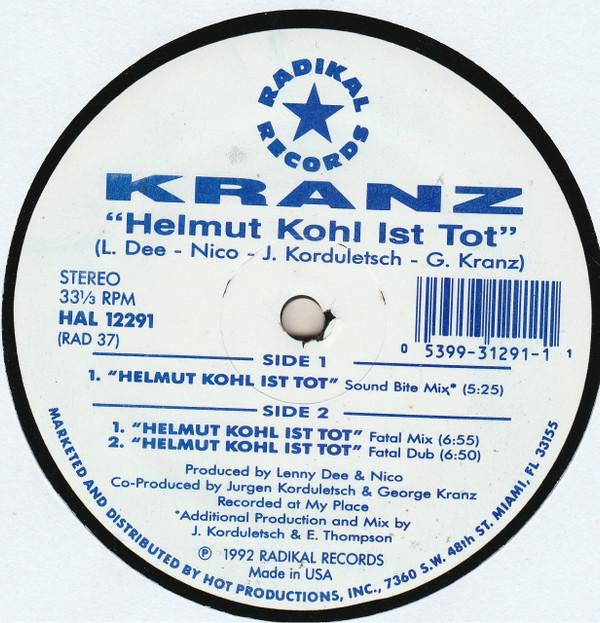 RADIKAL
RECORDS
KRANZ
"Helmut Kohl Ist Tot"
(L. Dee - Nico - J. Korduletsch - G. Kranz)
STEREO
33⅓ RPM
HAL 12291
(RAD 37)
0 5399-31291-1 1
SIDE 1
1. "HELMUT KOHL IST TOT" Sound Bite Mix* (5:25)
SIDE 2
1. "HELMUT KOHL IST TOT" Fatal Mix (6:55)
2. "HELMUT KOHL IST TOT" Fatal Dub (6:50)
Produced by Lenny Dee & Nico
Co-Produced by Jurgen Korduletsch & George Kranz
Recorded at My Place
*Additional Production and Mix by
J. Korduletsch & E. Thompson
℗ 1992 RADIKAL RECORDS
Made in USA
MARKETED AND DISTRIBUTED BY HOT PRODUCTIONS, INC., 7360 S.W. 48th ST. MIAMI, FL 33155